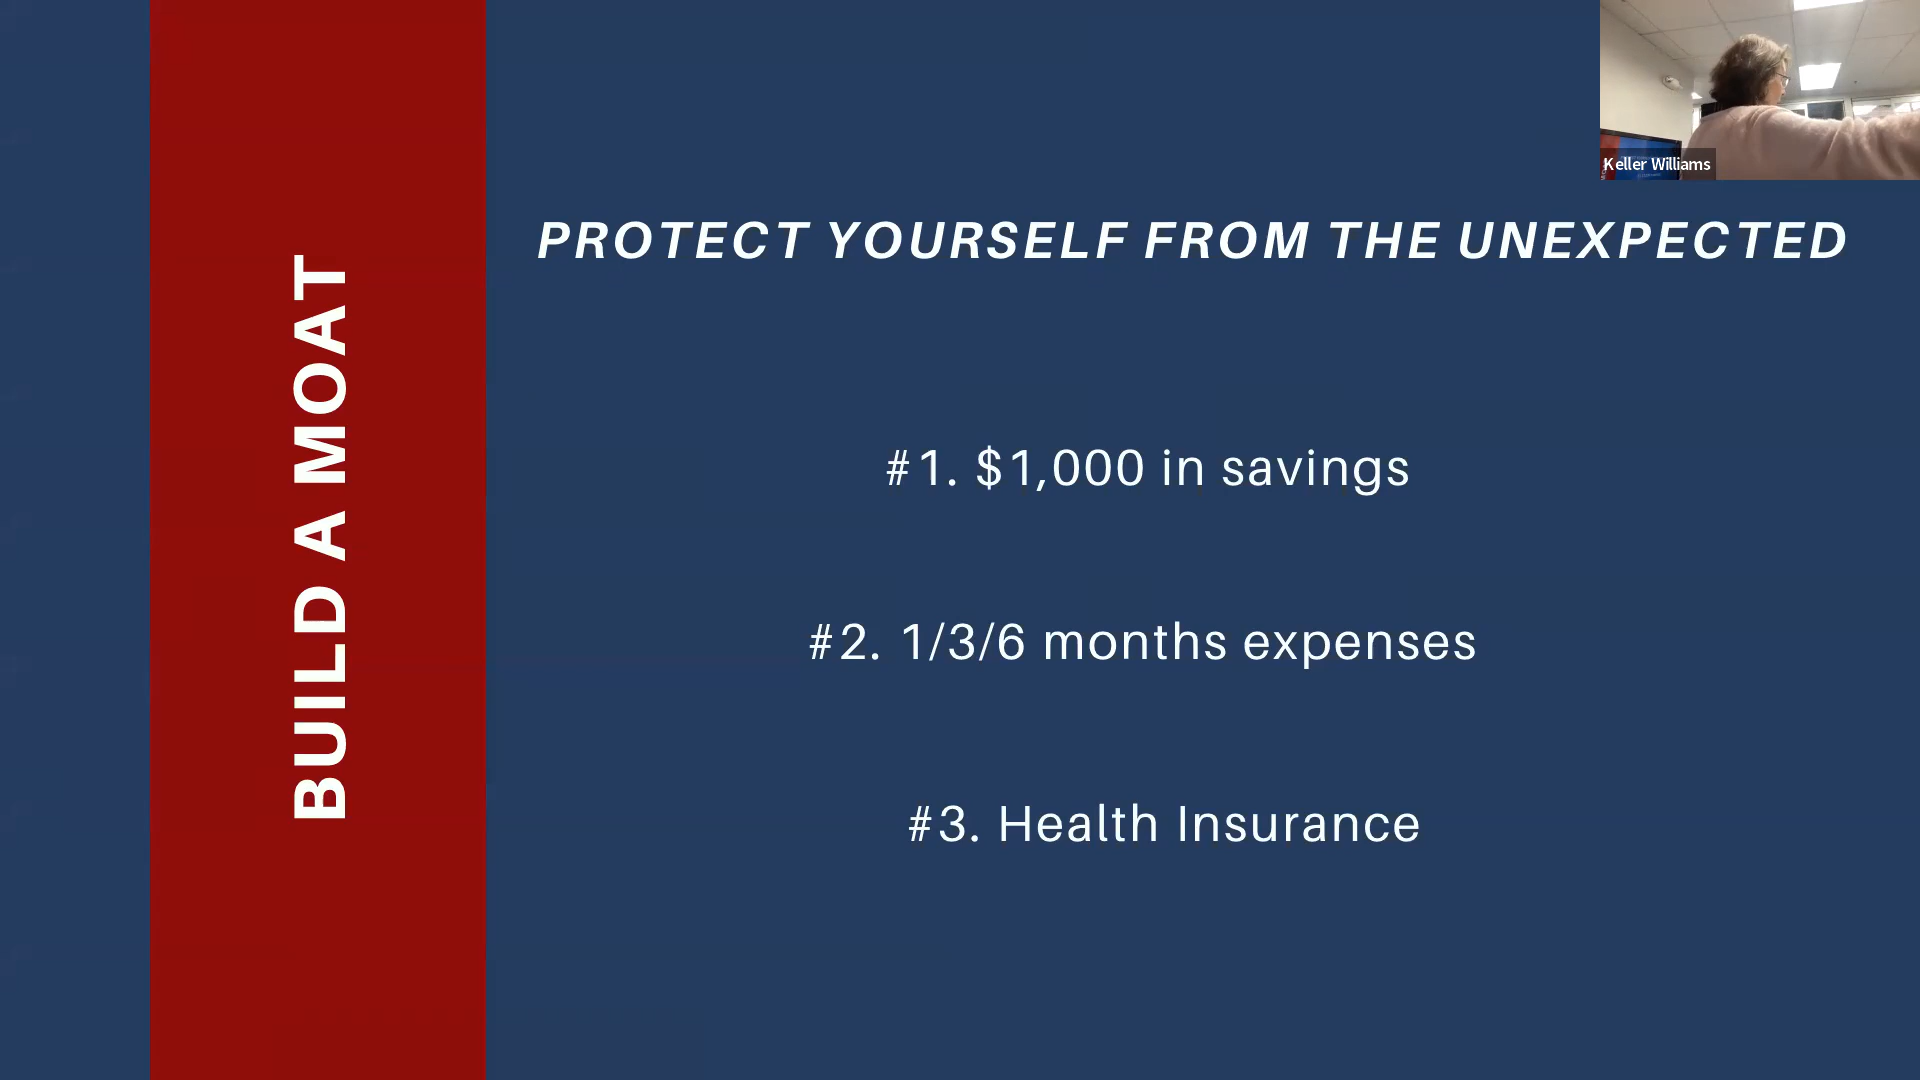 BUILD A MOAT
PROTECT YOURSELF FROM THE UNEXPECTED
#1. $1,000 in savings
#2. 1/3/6 months expenses
#3. Health Insurance
Keller Williams